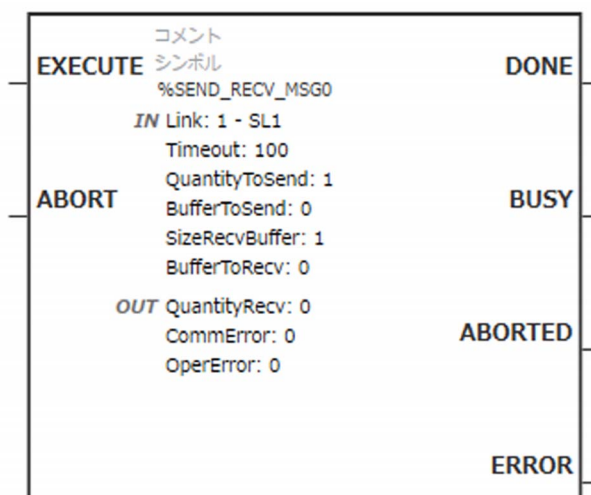 コメント
EXECUTE シンボル DONE
%SEND_RECV_MSG0
IN Link: 1 - SL1
Timeout: 100
QuantityToSend: 1
ABORT BufferToSend: 0 BUSY
SizeRecvBuffer: 1
BufferToRecv: 0
OUT QuantityRecv: 0
CommError: 0 ABORTED
OperError: 0
ERROR